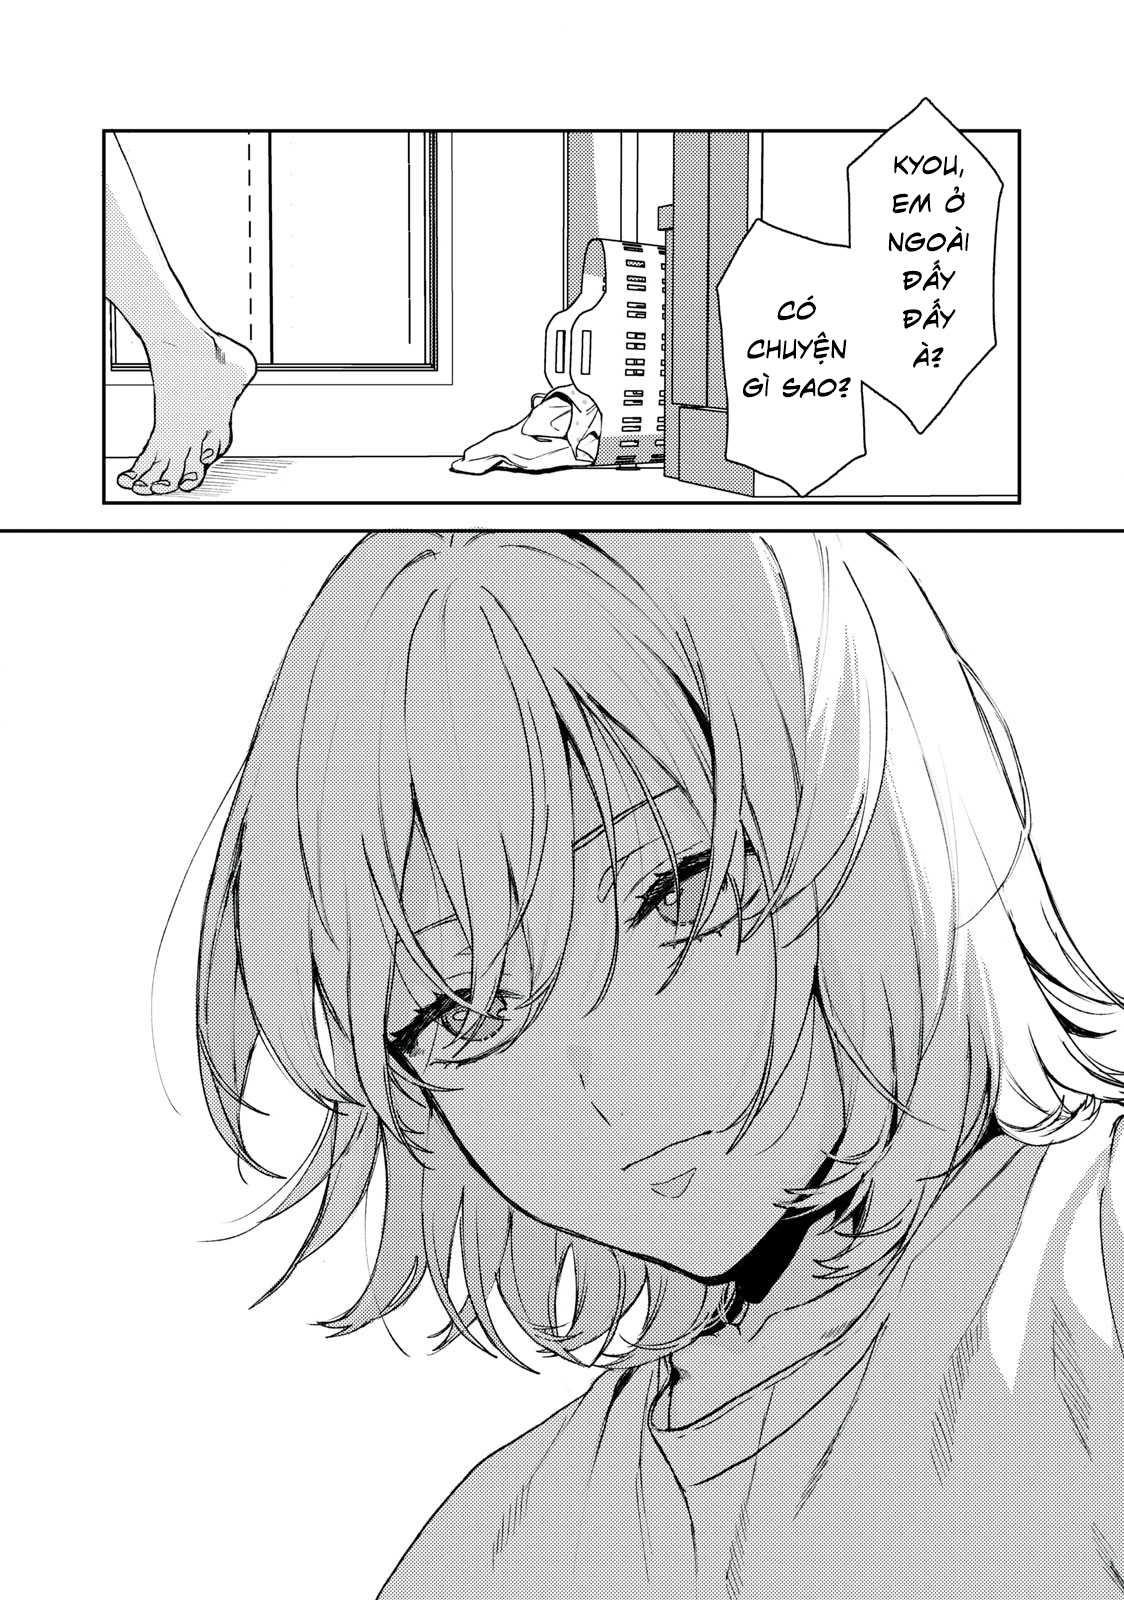 KYOU,
EM Ở
NGOÀI
ĐẤY
ĐẤY
À?
CÓ
CHUYỆN
GÌ SAO?